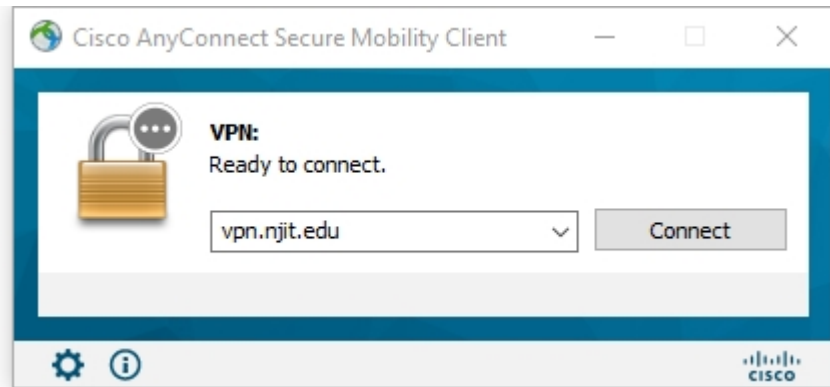 Cisco AnyConnect Secure Mobility Client
VPN:
Ready to connect.
vpn.njit.edu
Connect
CISCO